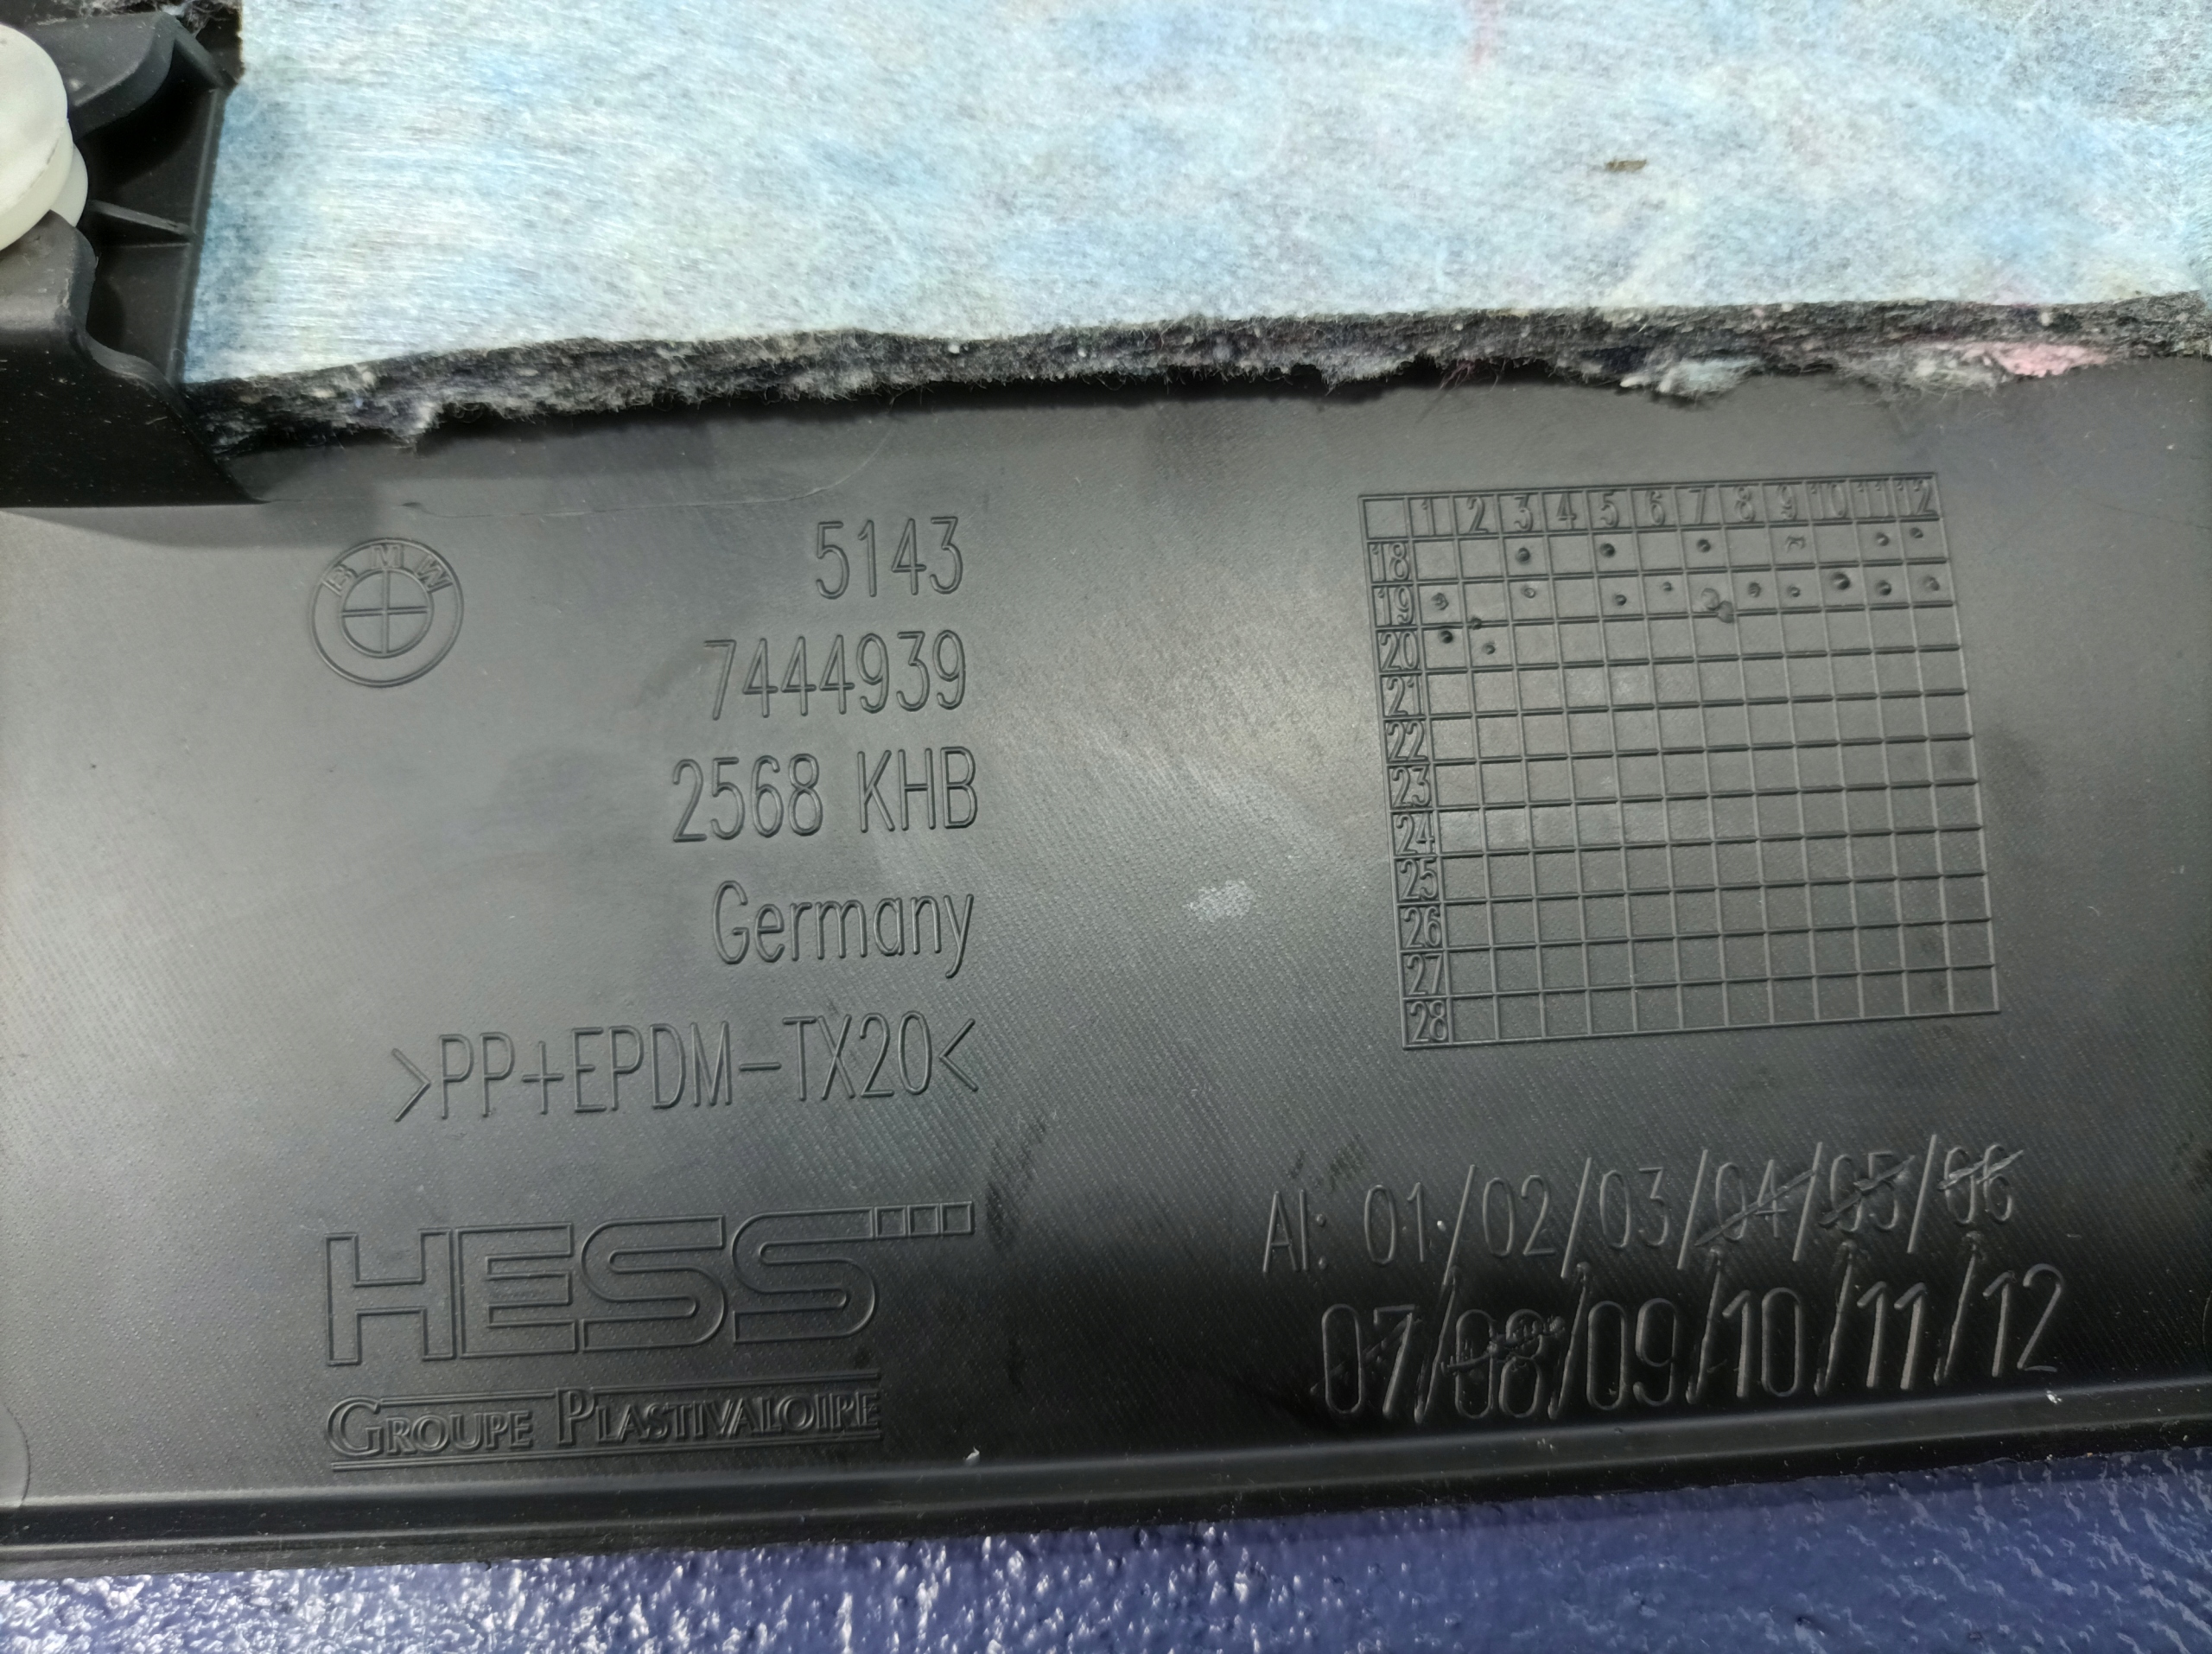 BMW
5143
7444939
2568 KHB
Germany
>PP+EPDM-TX20<
HESS
GROUPE PLASTIVALOIRE
1 2 3 4 5 6 7 8 9 10 11 12
18
19
20
21
22
23
24
25
26
27
28
AI: 01/02/03/04/05/06
07/08/09/10/11/12